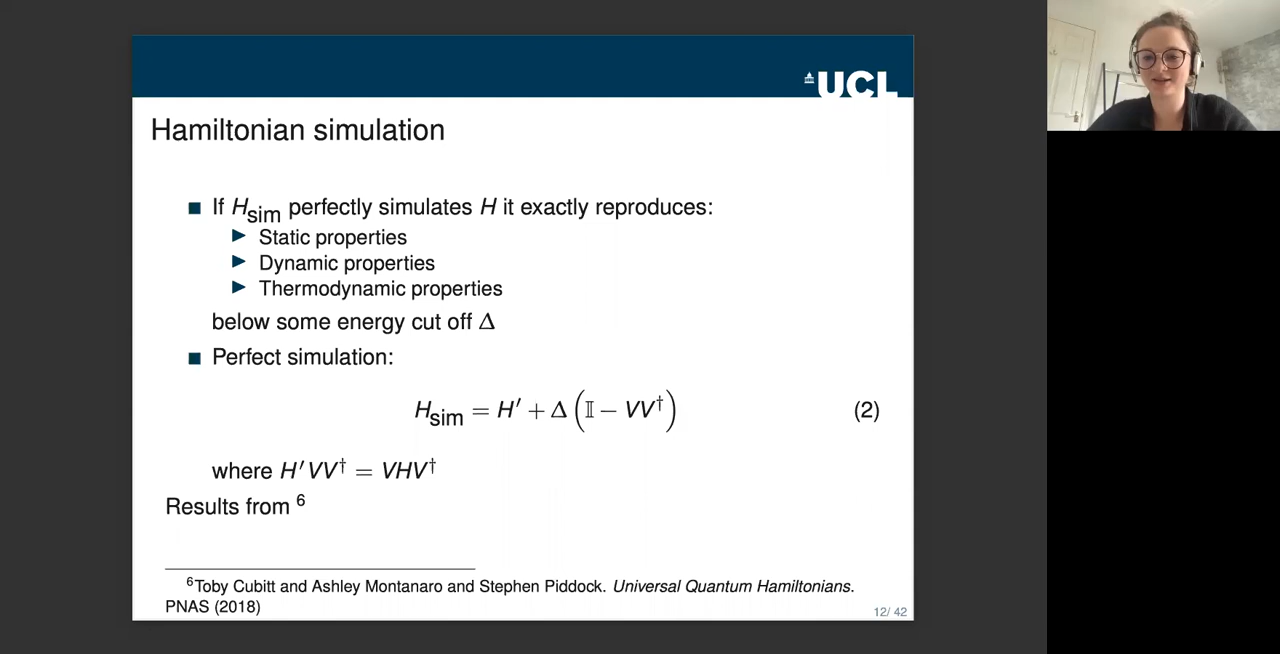 UCL
Hamiltonian simulation
■ If H_sim perfectly simulates H it exactly reproduces:
▶ Static properties
▶ Dynamic properties
▶ Thermodynamic properties
below some energy cut off Δ
■ Perfect simulation:
H_sim = H′ + Δ(𝕀 − VV†) (2)
where H′VV† = VHV†
Results from ⁶
⁶Toby Cubitt and Ashley Montanaro and Stephen Piddock. Universal Quantum Hamiltonians.
PNAS (2018)
12/ 42